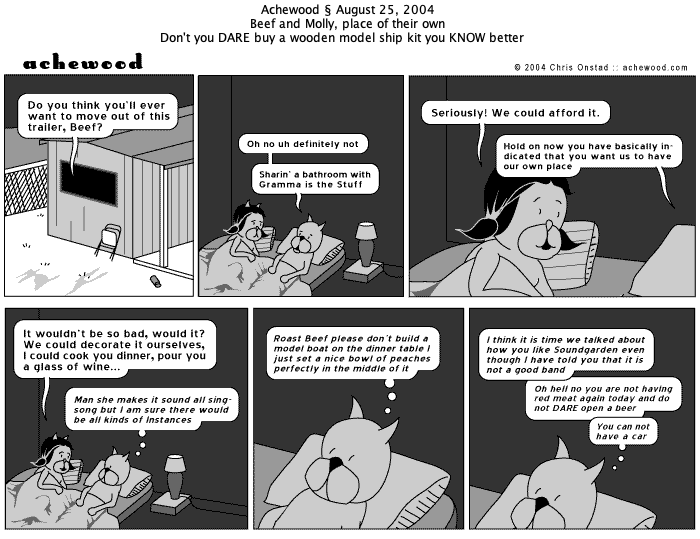 Achewood § August 25, 2004
Beef and Molly, place of their own
Don't you DARE buy a wooden model ship kit you KNOW better
achewood
© 2004 Chris Onstad :: achewood.com
Do you think you'll ever
want to move out of this
trailer, Beef?
Oh no uh definitely not
Sharin' a bathroom with
Gramma is the Stuff
Seriously! We could afford it.
Hold on now you have basically in-
dicated that you want us to have
our own place
It wouldn't be so bad, would it?
We could decorate it ourselves,
I could cook you dinner, pour you
a glass of wine...
Man she makes it sound all sing-
song but I am sure there would
be all kinds of instances
Roast Beef please don't build a
model boat on the dinner table I
just set a nice bowl of peaches
perfectly in the middle of it
I think it is time we talked about
how you like Soundgarden even
though I have told you that it is
not a good band
Oh hell no you are not having
red meat again today and do
not DARE open a beer
You can not
have a car